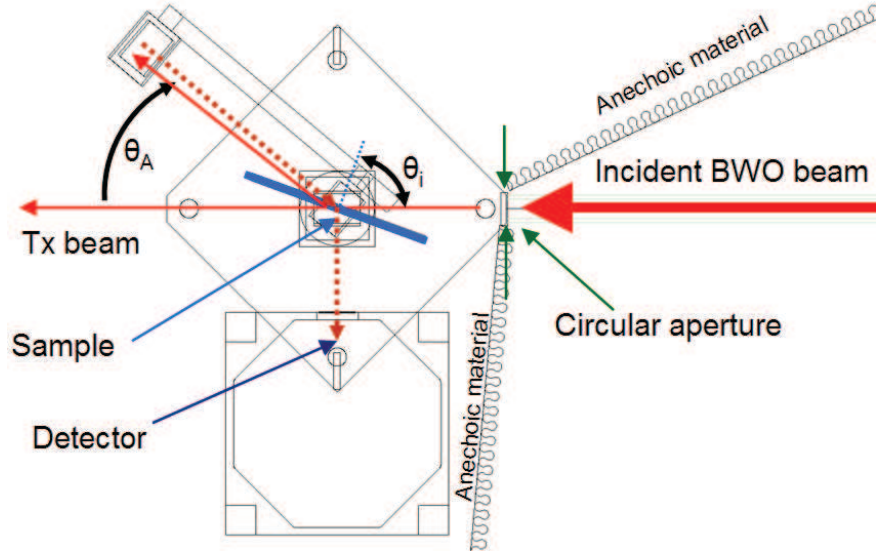 Anechoic material
θA
θi
Incident BWO beam
Tx beam
Sample
Circular aperture
Anechoic material
Detector